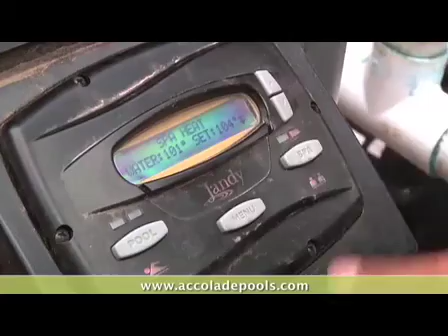 SPA HEAT
WATER:101° SET:104°
Jandy
SPA
MENU
POOL
www.accoladepools.com